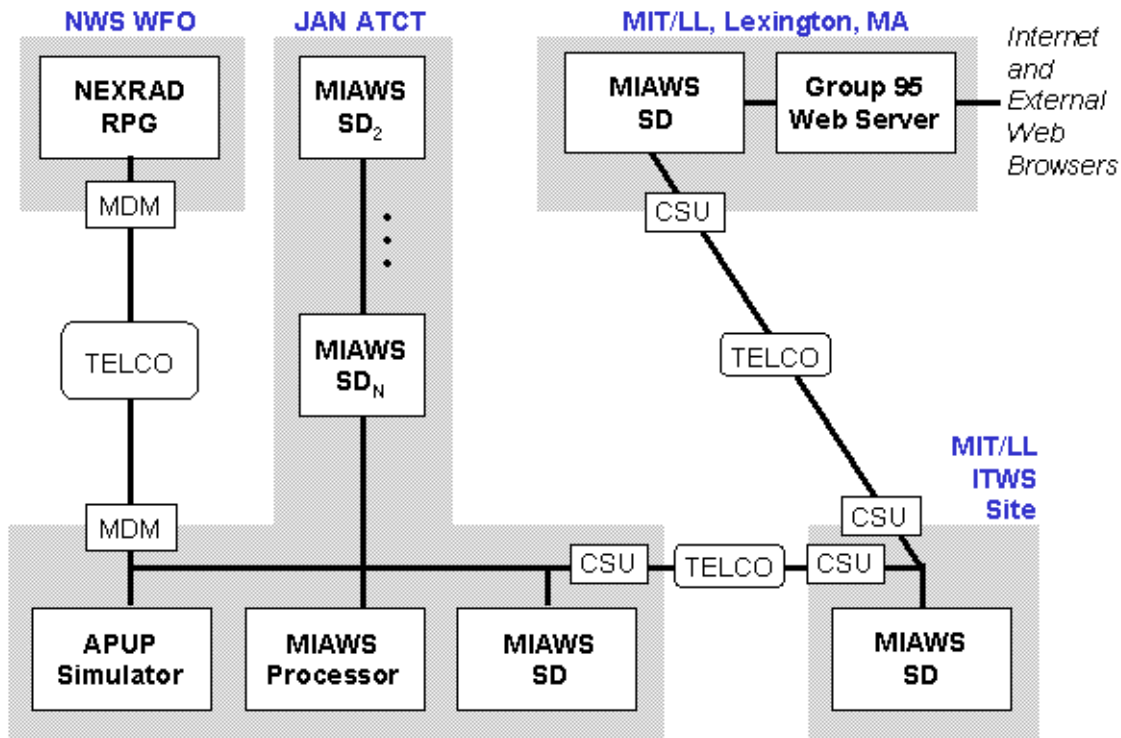 NWS WFO
NEXRAD
RPG
MDM
TELCO
MDM
JAN ATCT
MIAWS
SD2
MIAWS
SDN
APUP
Simulator
MIAWS
Processor
MIAWS
SD
CSU
TELCO
CSU
MIT/LL, Lexington, MA
MIAWS
SD
Group 95
Web Server
Internet
and
External
Web
Browsers
CSU
TELCO
CSU
MIT/LL
ITWS
Site
MIAWS
SD